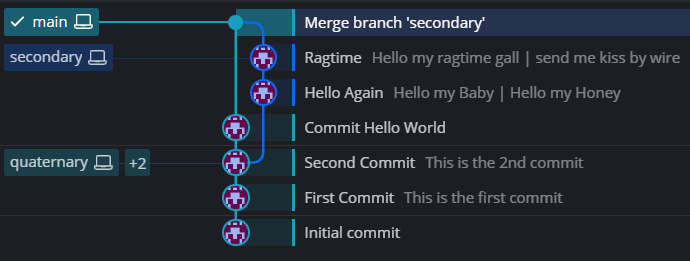 main Merge branch 'secondary'
secondary Ragtime Hello my ragtime gall | send me kiss by wire
Hello Again Hello my Baby | Hello my Honey
Commit Hello World
quaternary +2 Second Commit This is the 2nd commit
First Commit This is the first commit
Initial commit